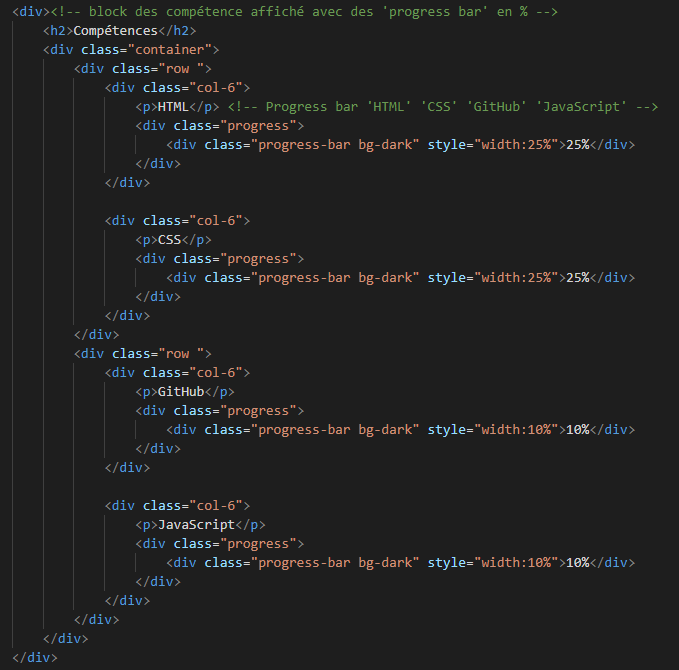 <div><!-- block des compétence affiché avec des 'progress bar' en % -->
    <h2>Compétences</h2>
    <div class="container">
        <div class="row ">
            <div class="col-6">
                <p>HTML</p> <!-- Progress bar 'HTML' 'CSS' 'GitHub' 'JavaScript' -->
                <div class="progress">
                    <div class="progress-bar bg-dark" style="width:25%">25%</div>
                </div>
            </div>

            <div class="col-6">
                <p>CSS</p>
                <div class="progress">
                    <div class="progress-bar bg-dark" style="width:25%">25%</div>
                </div>
            </div>
        </div>
        <div class="row ">
            <div class="col-6">
                <p>GitHub</p>
                <div class="progress">
                    <div class="progress-bar bg-dark" style="width:10%">10%</div>
                </div>
            </div>

            <div class="col-6">
                <p>JavaScript</p>
                <div class="progress">
                    <div class="progress-bar bg-dark" style="width:10%">10%</div>
                </div>
            </div>
        </div>
    </div>
</div>